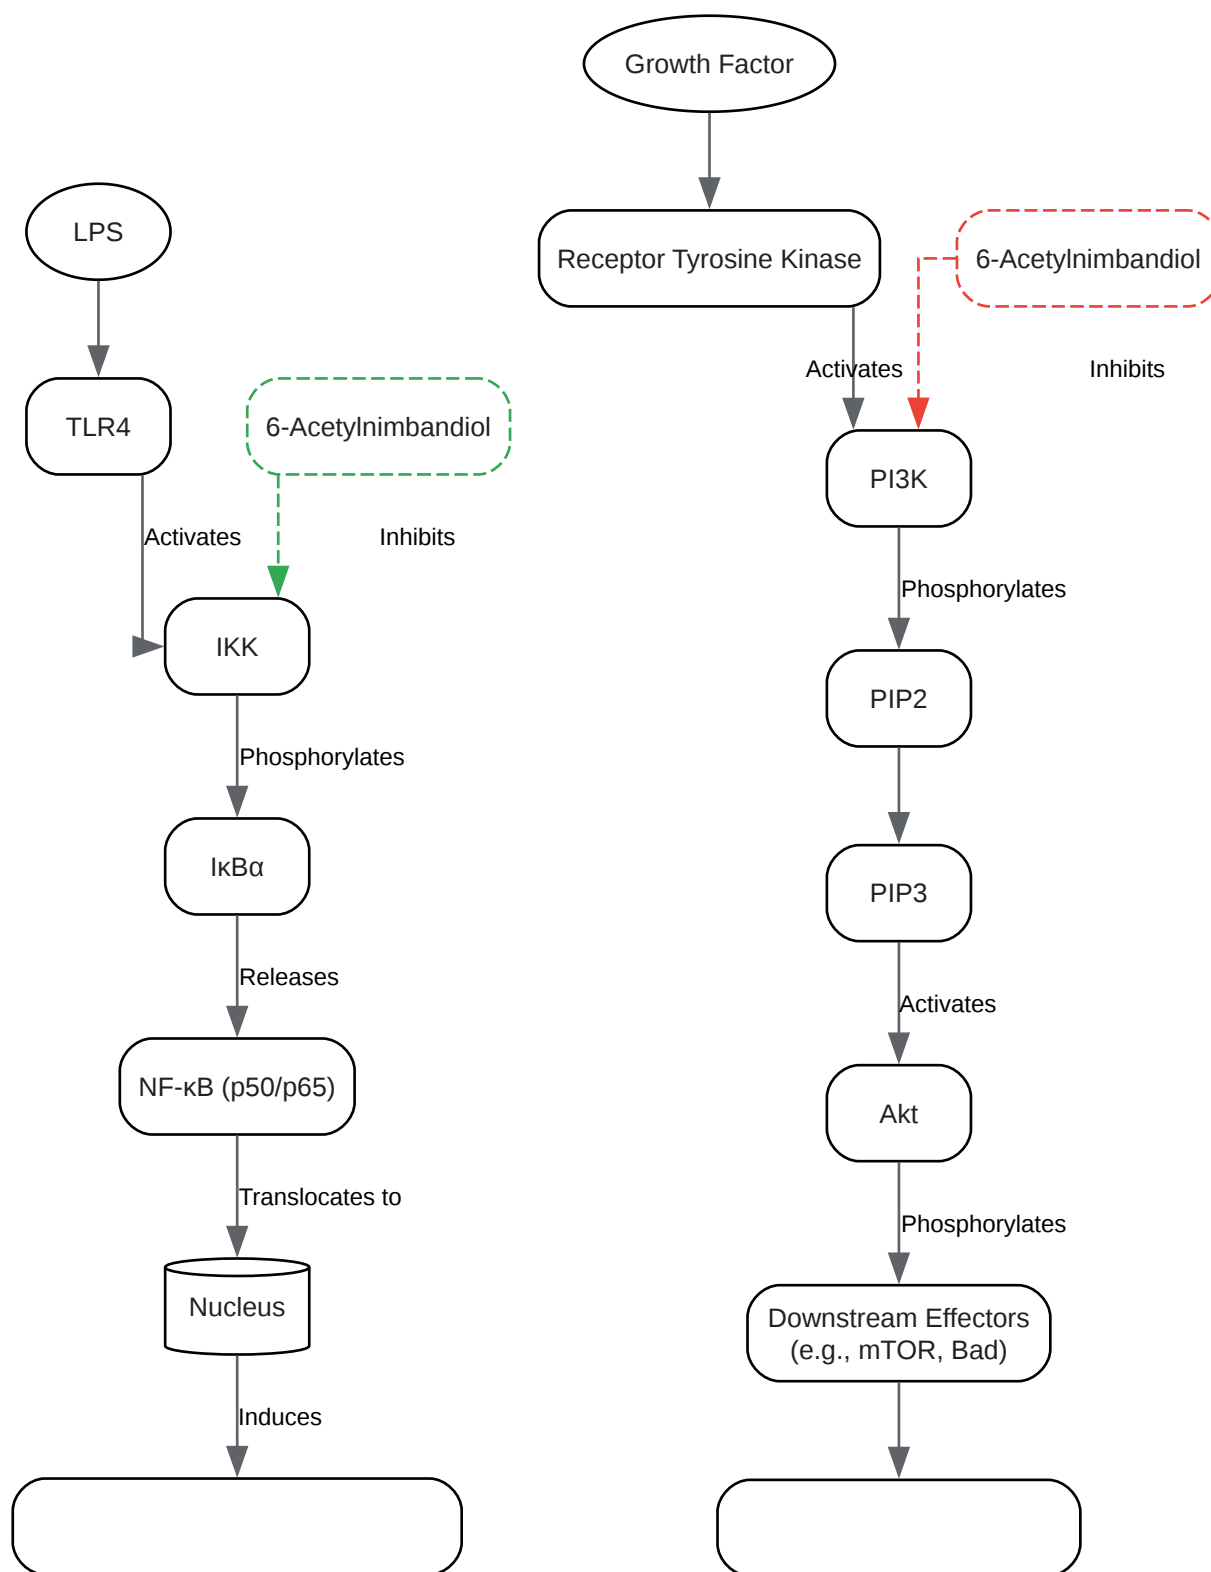 Growth Factor
LPS
Receptor Tyrosine Kinase
6-Acetylnimbandiol
Activates
Inhibits
TLR4
6-Acetylnimbandiol
PI3K
Activates
Inhibits
Phosphorylates
IKK
PIP2
Phosphorylates
IκBα
PIP3
Releases
Activates
NF-κB (p50/p65)
Akt
Translocates to
Phosphorylates
Nucleus
Downstream Effectors
(e.g., mTOR, Bad)
Induces